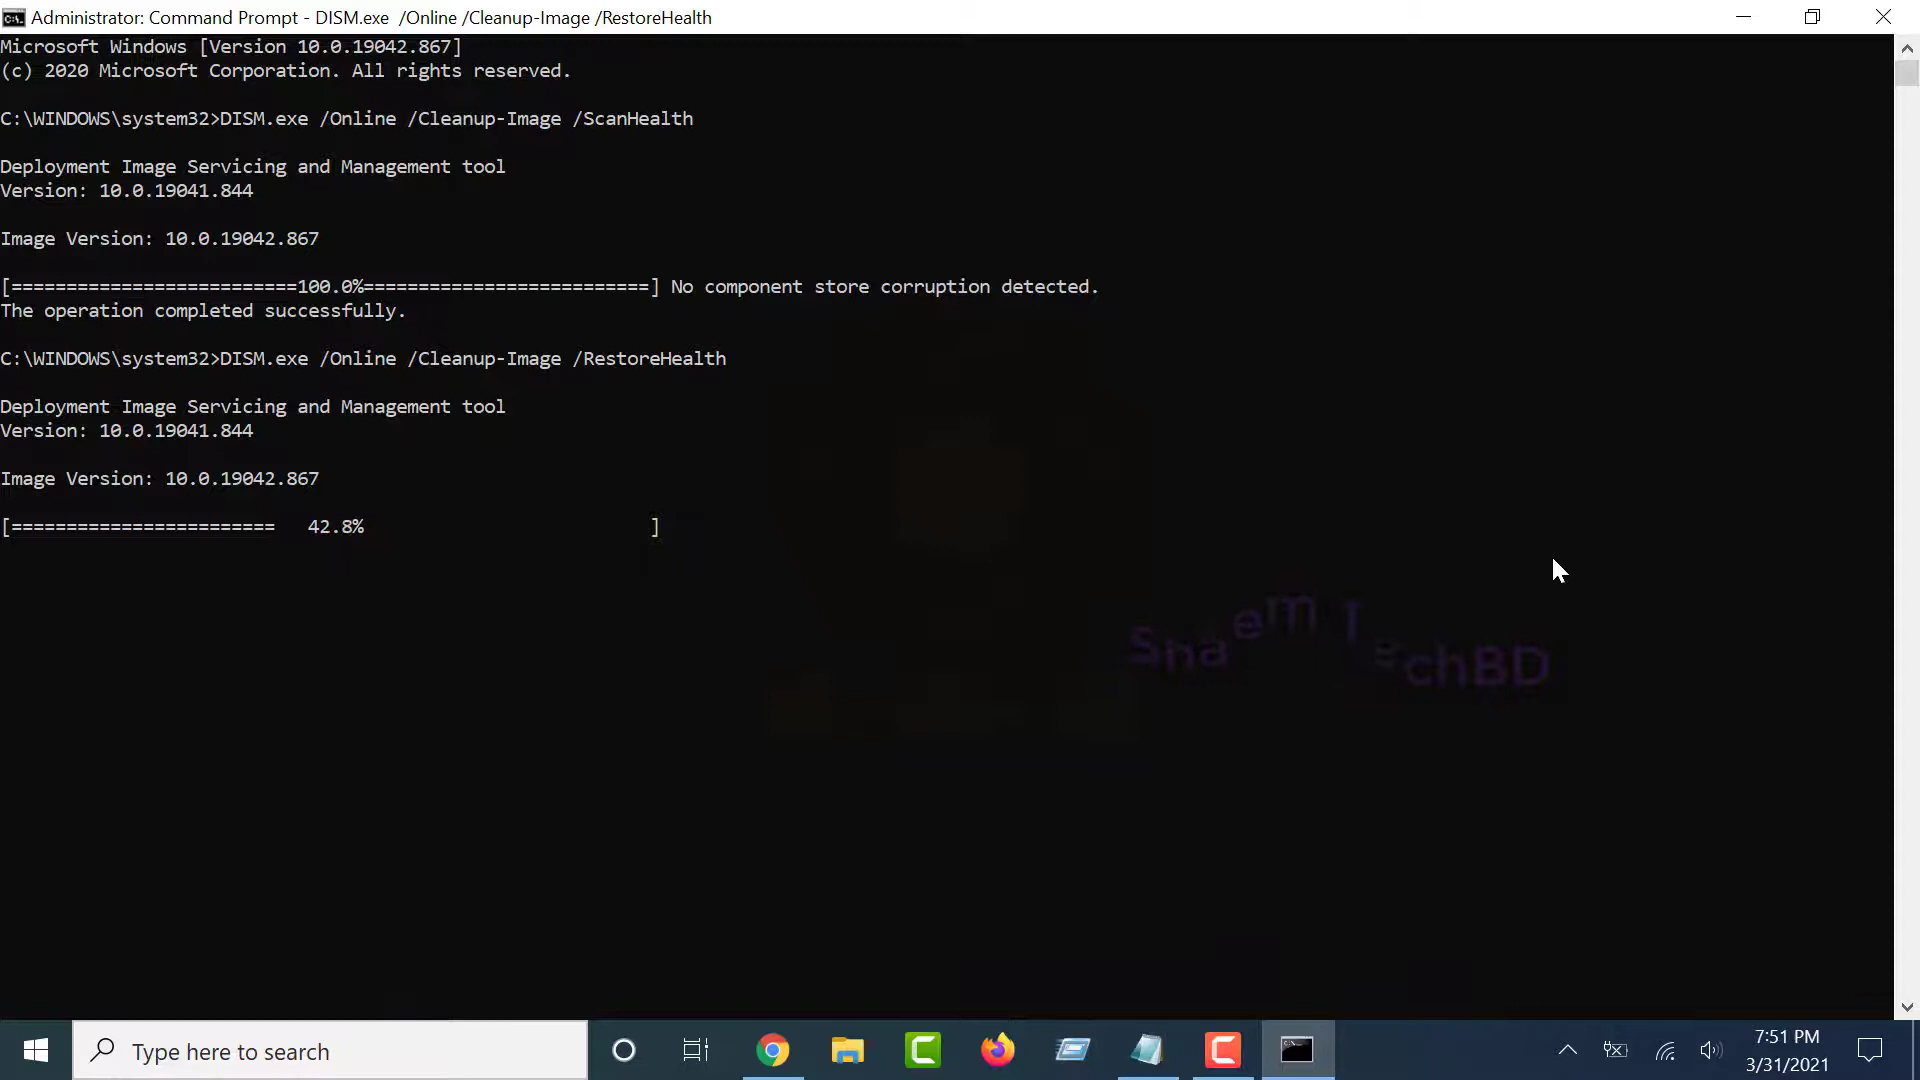 Administrator: Command Prompt - DISM.exe  /Online /Cleanup-Image /RestoreHealth
Microsoft Windows [Version 10.0.19042.867]
(c) 2020 Microsoft Corporation. All rights reserved.
C:\WINDOWS\system32>DISM.exe /Online /Cleanup-Image /ScanHealth
Deployment Image Servicing and Management tool
Version: 10.0.19041.844
Image Version: 10.0.19042.867
[==========================100.0%==========================] No component store corruption detected.
The operation completed successfully.
C:\WINDOWS\system32>DISM.exe /Online /Cleanup-Image /RestoreHealth
Deployment Image Servicing and Management tool
Version: 10.0.19041.844
Image Version: 10.0.19042.867
[========================   42.8%                          ]
Type here to search
7:51 PM
3/31/2021